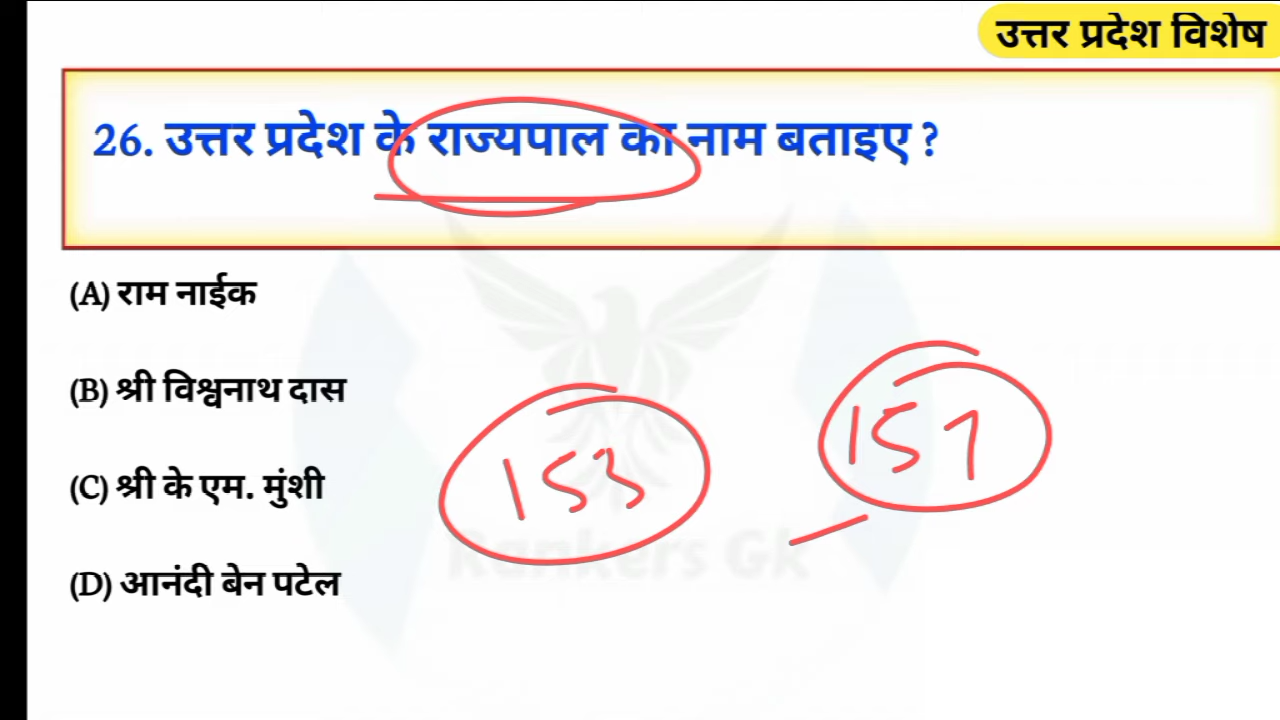 उत्तर प्रदेश विशेष
26. उत्तर प्रदेश के राज्यपाल का नाम बताइए ?
(A) राम नाईक
(B) श्री विश्वनाथ दास
(C) श्री के एम. मुंशी
(D) आनंदी बेन पटेल
153
157
Rankers Gk